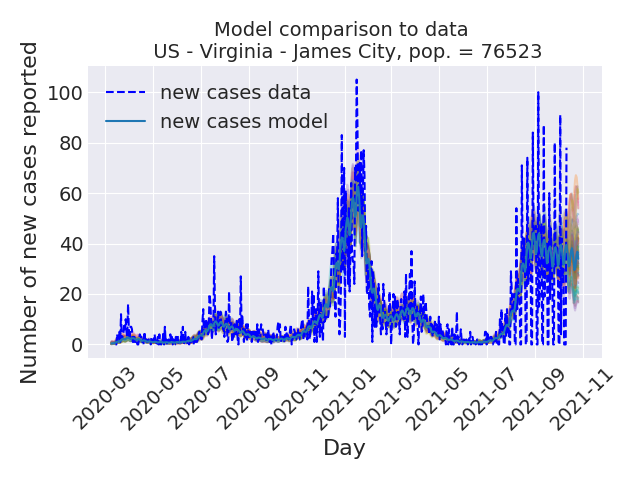 Model comparison to data
US - Virginia - James City, pop. = 76523
Number of new cases reported
100
80
60
40
20
0
new cases data
new cases model
2020-03
2020-05
2020-07
2020-09
2020-11
2021-01
2021-03
2021-05
2021-07
2021-09
2021-11
Day